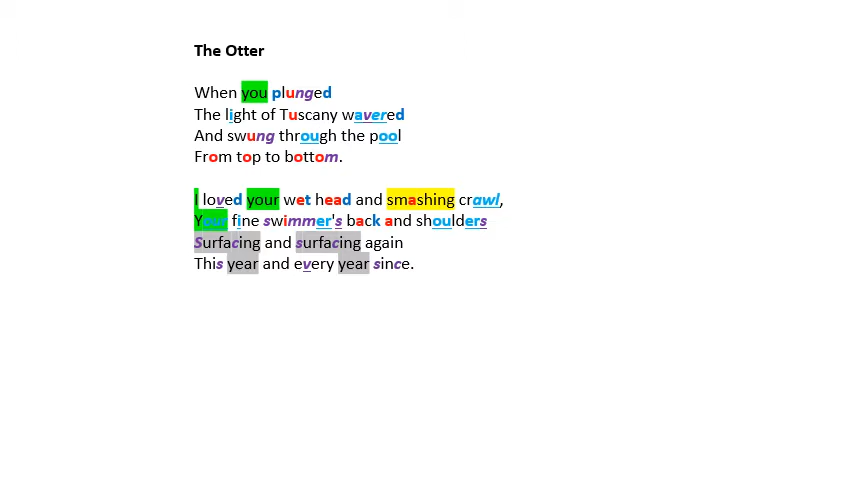 The Otter
When you plunged
The light of Tuscany wavered
And swung through the pool
From top to bottom.
I loved your wet head and smashing crawl,
Your fine swimmer's back and shoulders
Surfacing and surfacing again
This year and every year since.